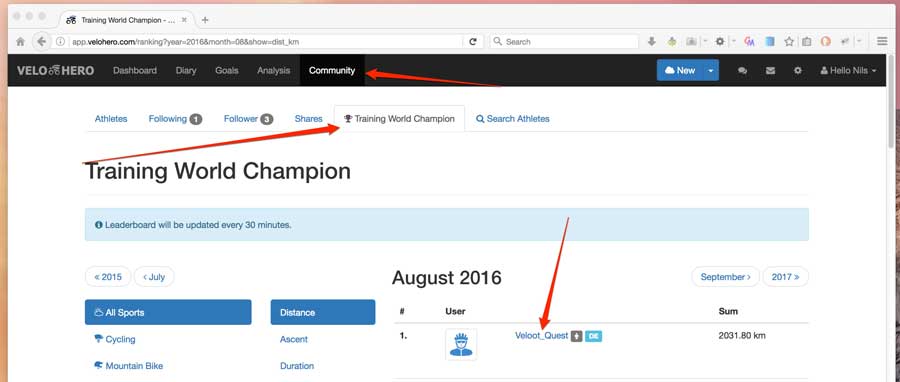 Training World Champion - ...
app.velohero.com/ranking?year=2016&month=08&show=dist_km
Search
VELO HERO Dashboard Diary Goals Analysis Community New Hello Nils
Athletes Following 1 Follower 3 Shares Training World Champion Search Athletes
Training World Champion
Leaderboard will be updated every 30 minutes.
« 2015 ‹ July August 2016 September › 2017 »
All Sports Distance # User Sum
Cycling Ascent 1. Veloot_Quest DE 2031.80 km
Mountain Bike Duration